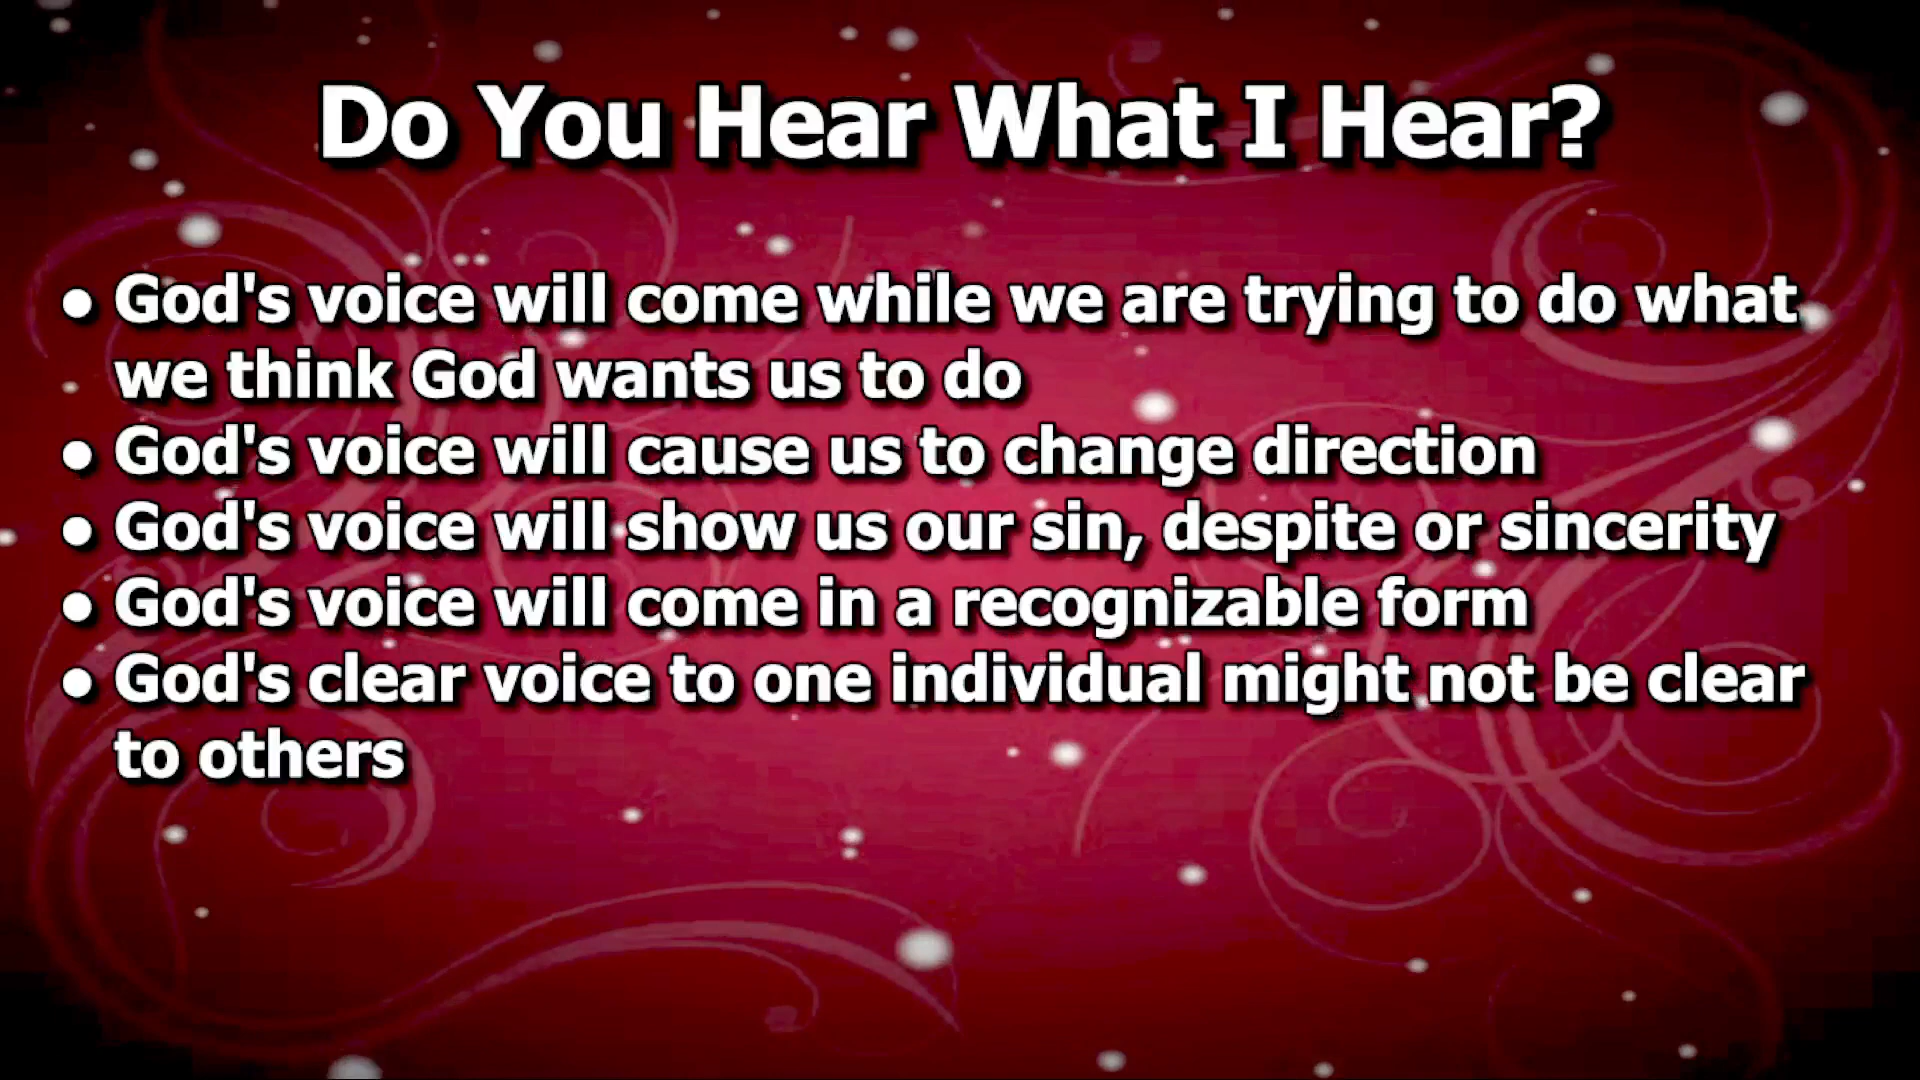 Do You Hear What I Hear?
● God's voice will come while we are trying to do what
we think God wants us to do
● God's voice will cause us to change direction
● God's voice will show us our sin, despite or sincerity
● God's voice will come in a recognizable form
● God's clear voice to one individual might not be clear
to others